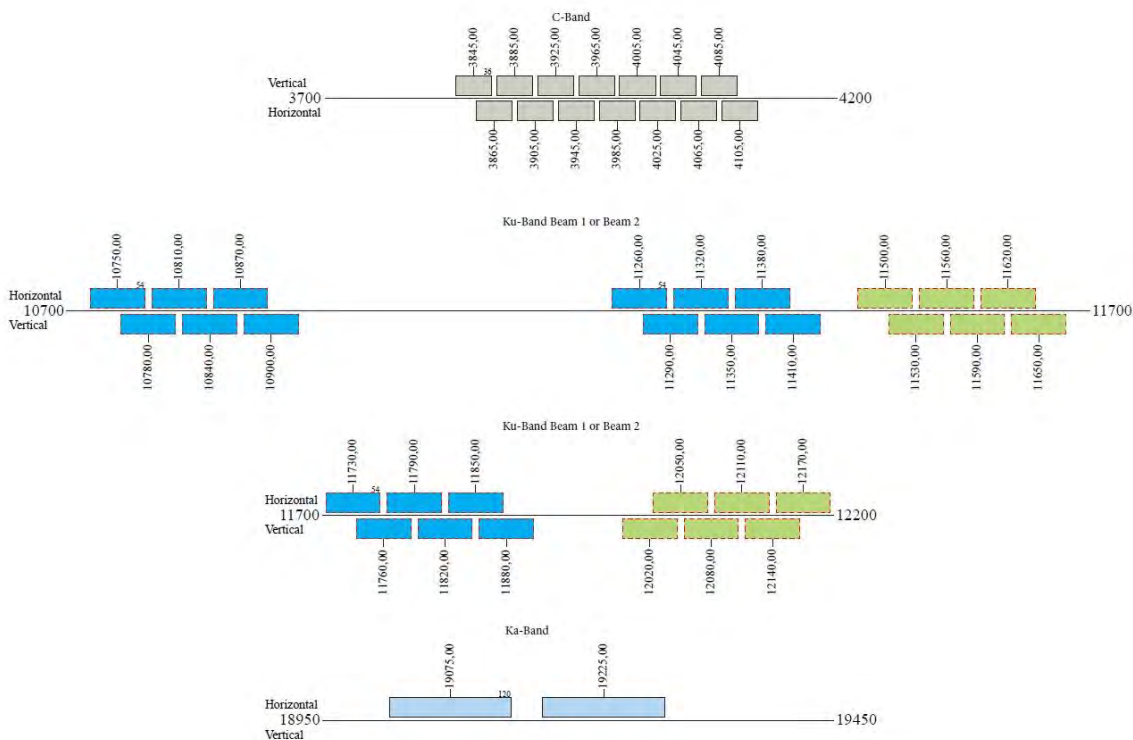 C-Band
3845,00 3885,00 3925,00 3965,00 4005,00 4045,00 4085,00
36
Vertical
3700 4200
Horizontal
3865,00 3905,00 3945,00 3985,00 4025,00 4065,00 4105,00
Ku-Band Beam 1 or Beam 2
10750,00 10810,00 10870,00 11260,00 11320,00 11380,00 11500,00 11560,00 11620,00
54 54
Horizontal
10700 11700
Vertical
10780,00 10840,00 10900,00 11290,00 11350,00 11410,00 11530,00 11590,00 11650,00
Ku-Band Beam 1 or Beam 2
11730,00 11790,00 11850,00 12050,00 12110,00 12170,00
54
Horizontal
11700 12200
Vertical
11760,00 11820,00 11880,00 12020,00 12080,00 12140,00
Ka-Band
19075,00 19225,00
120
Horizontal
18950 19450
Vertical